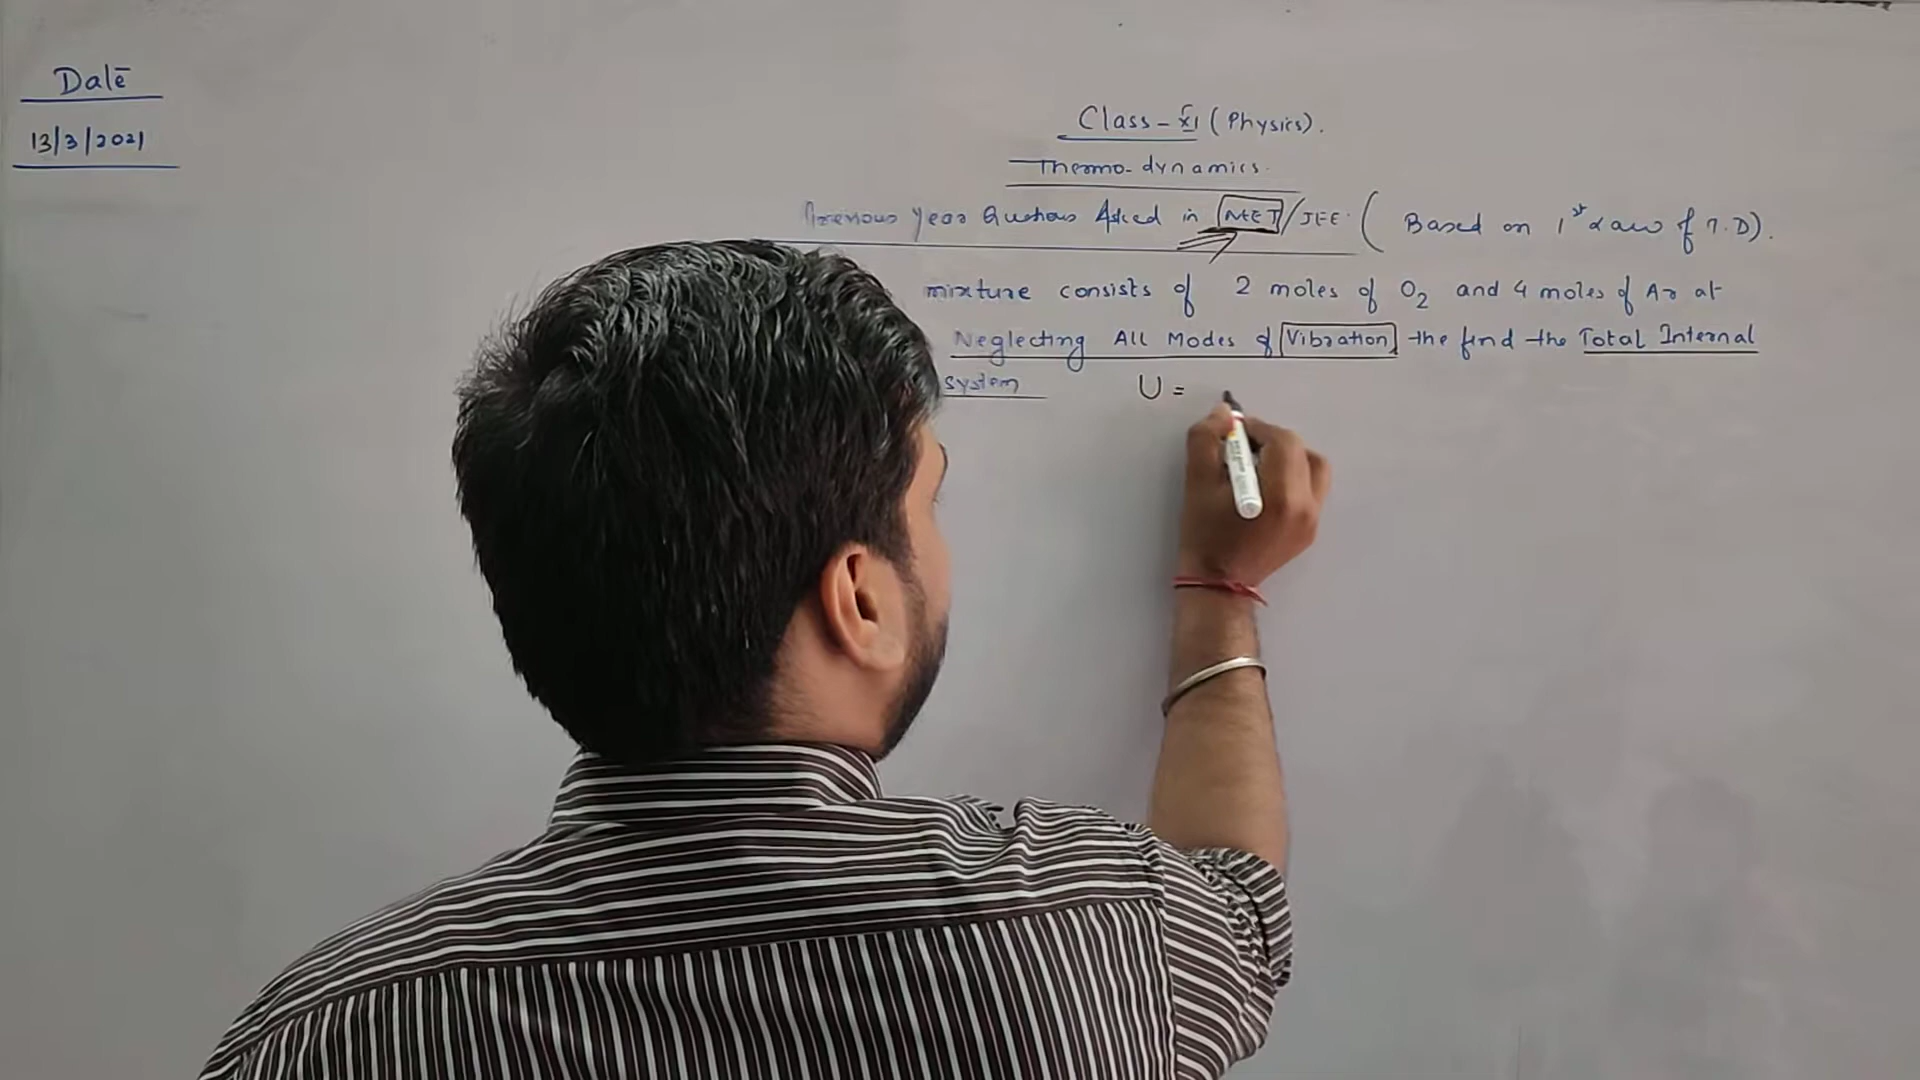 Date
13/3/2021
Class - XI (Physics).
Thermo-dynamics.
Previous Year Questions Asked in NEET/JEE. ( Based on 1st Law of T.D).
mixture consists of 2 moles of O2 and 4 moles of Ar at
Neglecting All Modes of Vibration the find the Total Internal
system U =